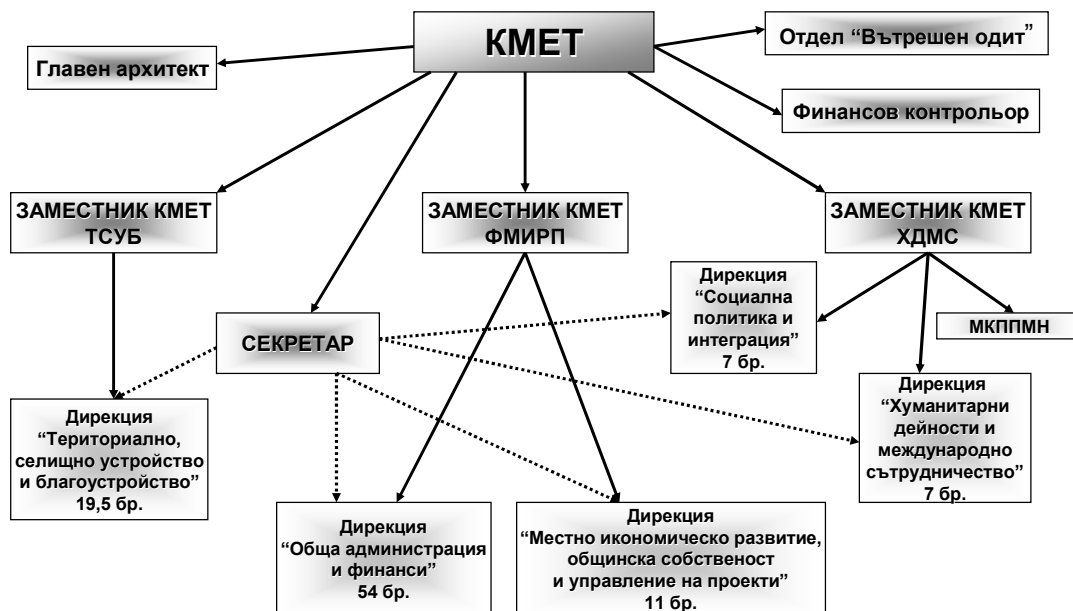 КМЕТ
Отдел “Вътрешен одит”
Главен архитект
Финансов контрольор
ЗАМЕСТНИК КМЕТ
ТСУБ
ЗАМЕСТНИК КМЕТ
ФМИРП
ЗАМЕСТНИК КМЕТ
ХДМС
СЕКРЕТАР
Дирекция
“Социална
политика и
интеграция”
7 бр.
МКППМН
Дирекция
“Териториално,
селищно устройство
и благоустройство”
19,5 бр.
Дирекция
“Хуманитарни
дейности и
международно
сътрудничество”
7 бр.
Дирекция
“Обща администрация
и финанси”
54 бр.
Дирекция
“Местно икономическо развитие,
общинска собственост
и управление на проекти”
11 бр.